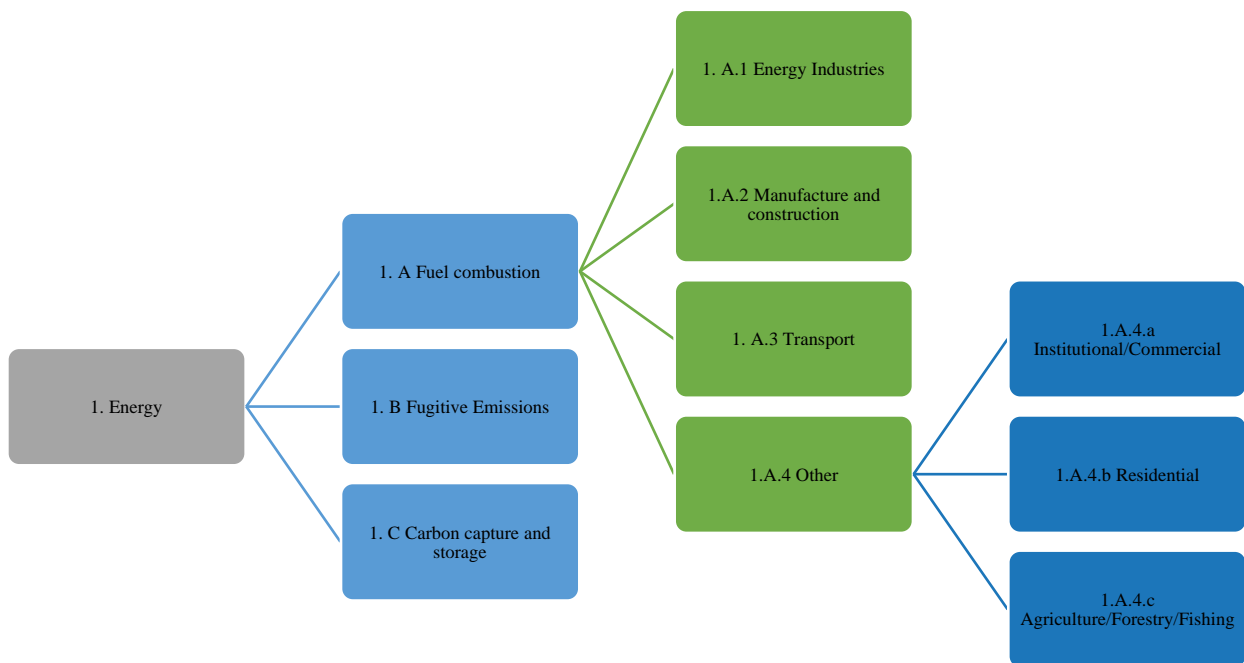 1. Energy
1. A Fuel combustion
1. B Fugitive Emissions
1. C Carbon capture and
storage
1. A.1 Energy Industries
1.A.2 Manufacture and
construction
1. A.3 Transport
1.A.4 Other
1.A.4.a
Institutional/Commercial
1.A.4.b Residential
1.A.4.c
Agriculture/Forestry/Fishing